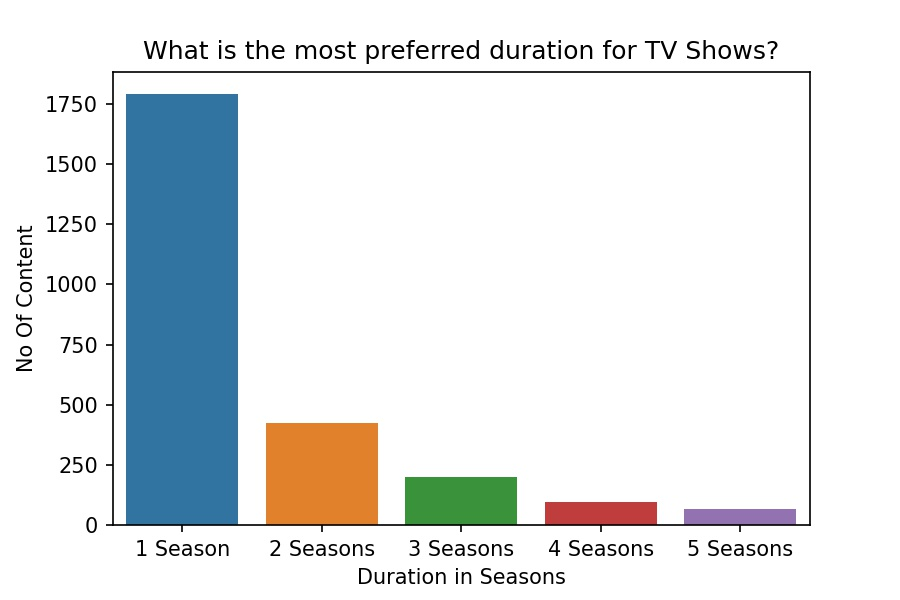 What is the most preferred duration for TV Shows?
No Of Content
1750
1500
1250
1000
750
500
250
0
1 Season
2 Seasons
3 Seasons
4 Seasons
5 Seasons
Duration in Seasons